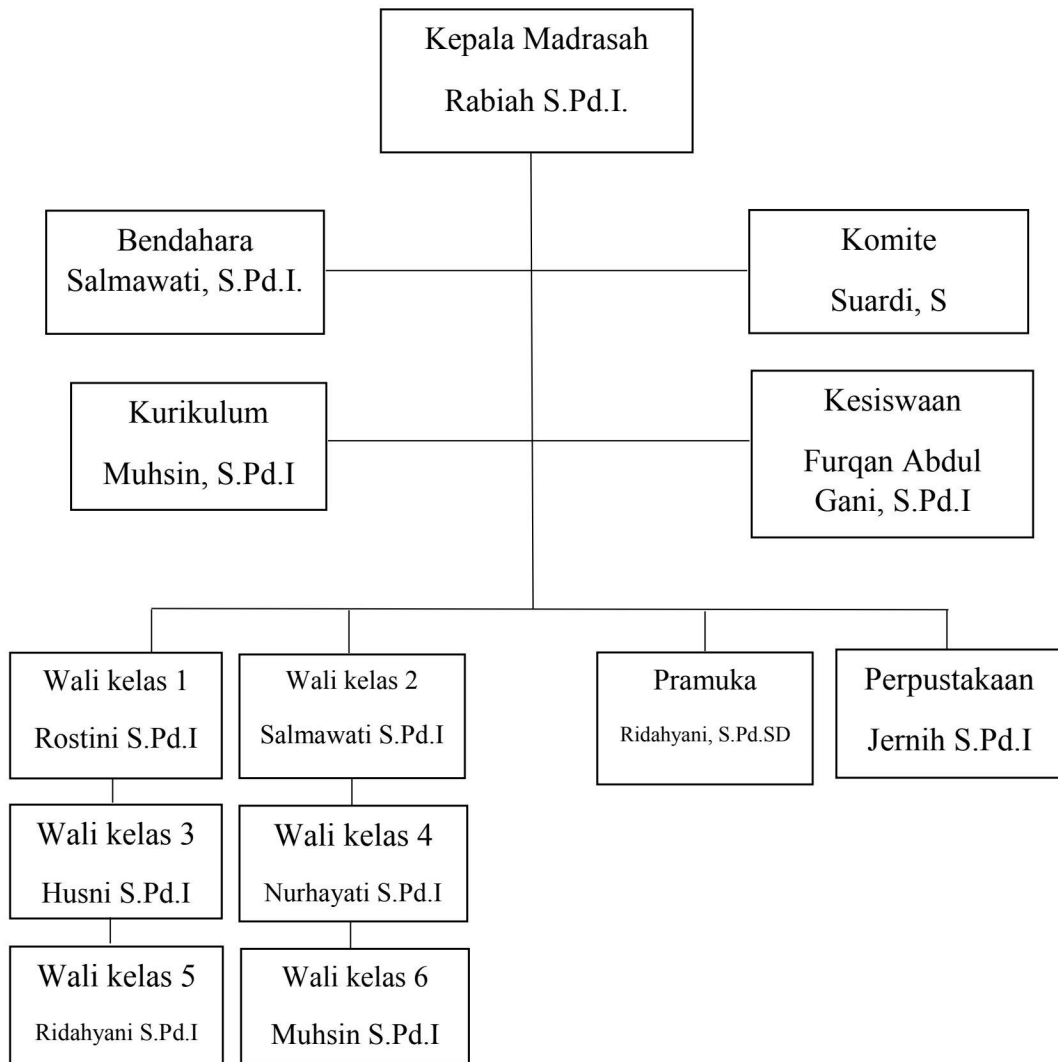 Kepala Madrasah
Rabiah S.Pd.I.
Bendahara
Salmawati, S.Pd.I.
Komite
Suardi, S
Kurikulum
Muhsin, S.Pd.I
Kesiswaan
Furqan Abdul
Gani, S.Pd.I
Wali kelas 1
Rostini S.Pd.I
Wali kelas 2
Salmawati S.Pd.I
Pramuka
Ridahyani, S.Pd.SD
Perpustakaan
Jernih S.Pd.I
Wali kelas 3
Husni S.Pd.I
Wali kelas 4
Nurhayati S.Pd.I
Wali kelas 5
Ridahyani S.Pd.I
Wali kelas 6
Muhsin S.Pd.I